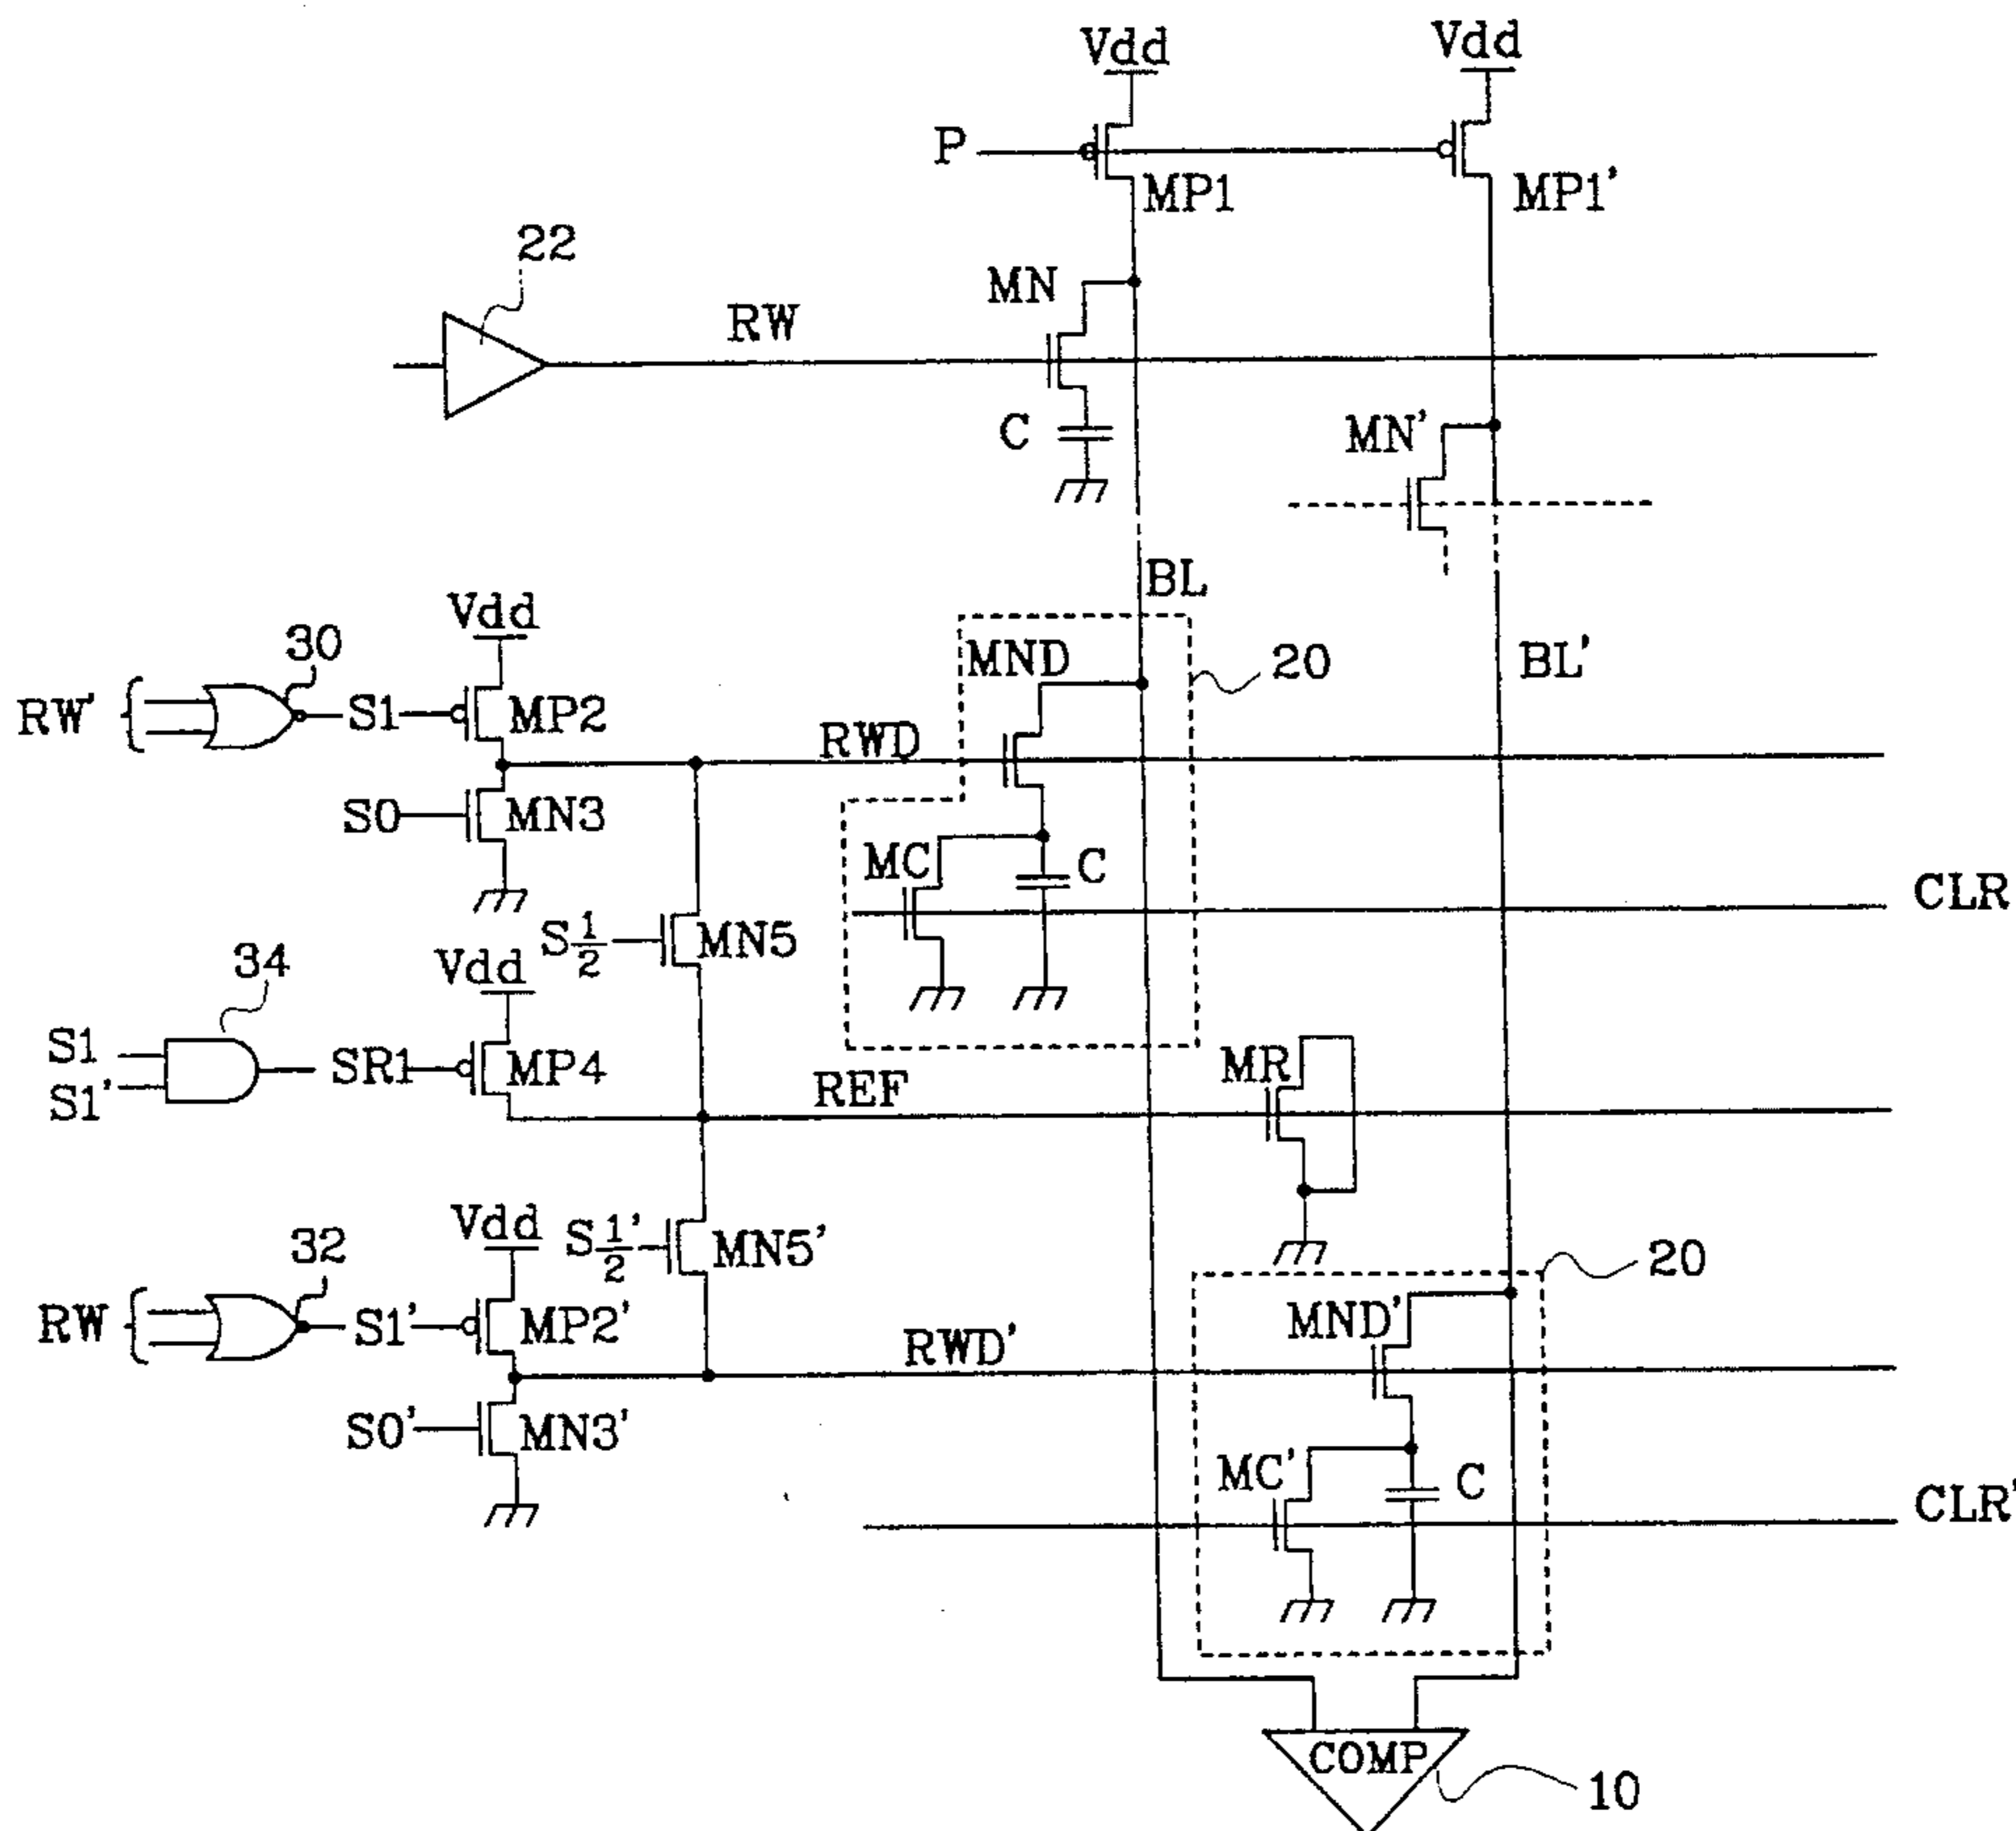 Vdd
Vdd
P
MP1
MP1'
22
MN
RW
C
MN'
BL
Vdd
30
MND
20
BL'
RW'
S1
MP2
RWD
S0
MN3
MC
C
CLR
S1/2
MN5
34
Vdd
S1
S1'
SR1
MP4
REF
MR
Vdd
S1/2'
MN5'
32
20
RW
S1'
MP2'
MND'
RWD'
S0'
MN3'
MC'
C
CLR'
COMP
10